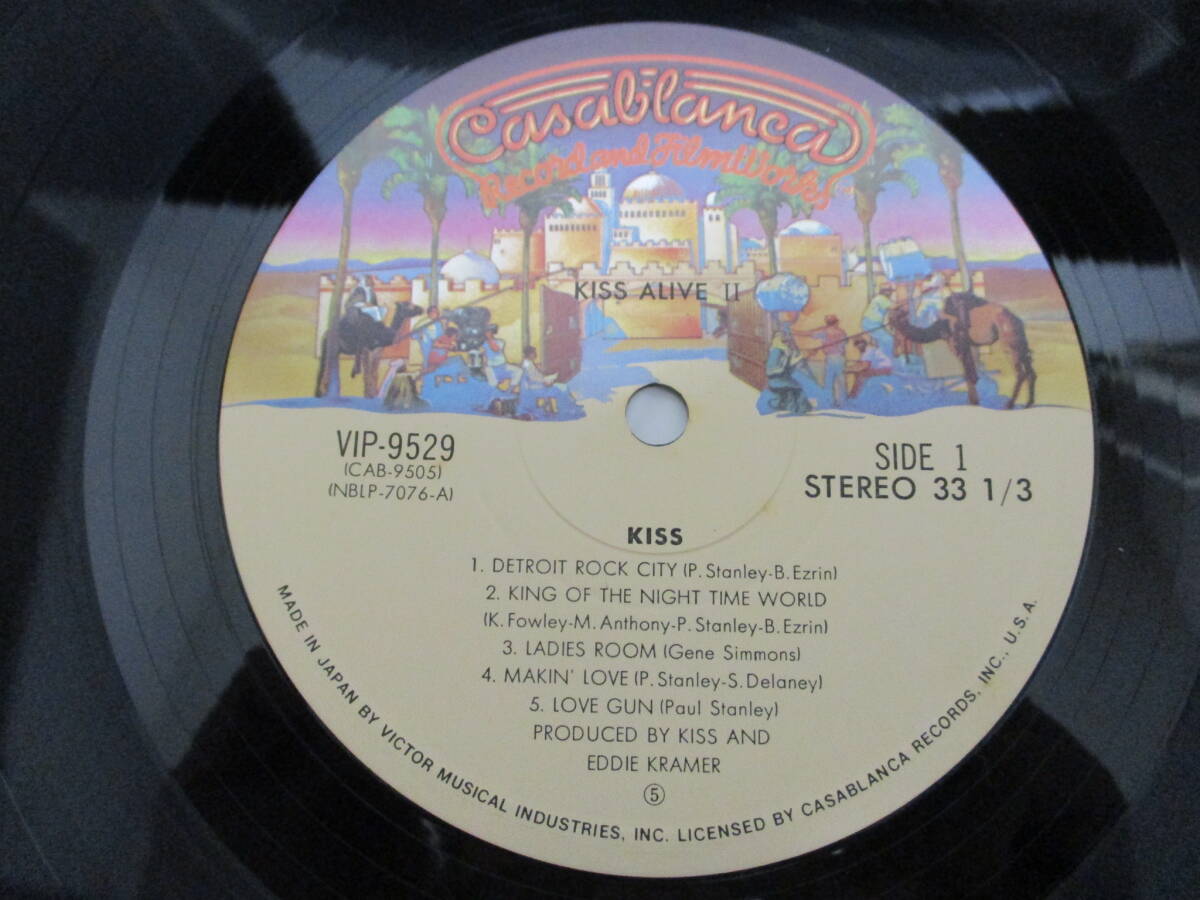 Casablanca
Record and FilmWorks
KISS ALIVE II
VIP-9529
(CAB-9505)
(NBLP-7076-A)
SIDE 1
STEREO 33 1/3
KISS
1. DETROIT ROCK CITY (P. Stanley-B. Ezrin)
2. KING OF THE NIGHT TIME WORLD
(K. Fowley-M. Anthony-P. Stanley-B. Ezrin)
3. LADIES ROOM (Gene Simmons)
4. MAKIN' LOVE (P. Stanley-S. Delaney)
5. LOVE GUN (Paul Stanley)
PRODUCED BY KISS AND
EDDIE KRAMER
⑤
MADE IN JAPAN BY VICTOR MUSICAL INDUSTRIES, INC. LICENSED BY CASABLANCA RECORDS, INC., U.S.A.